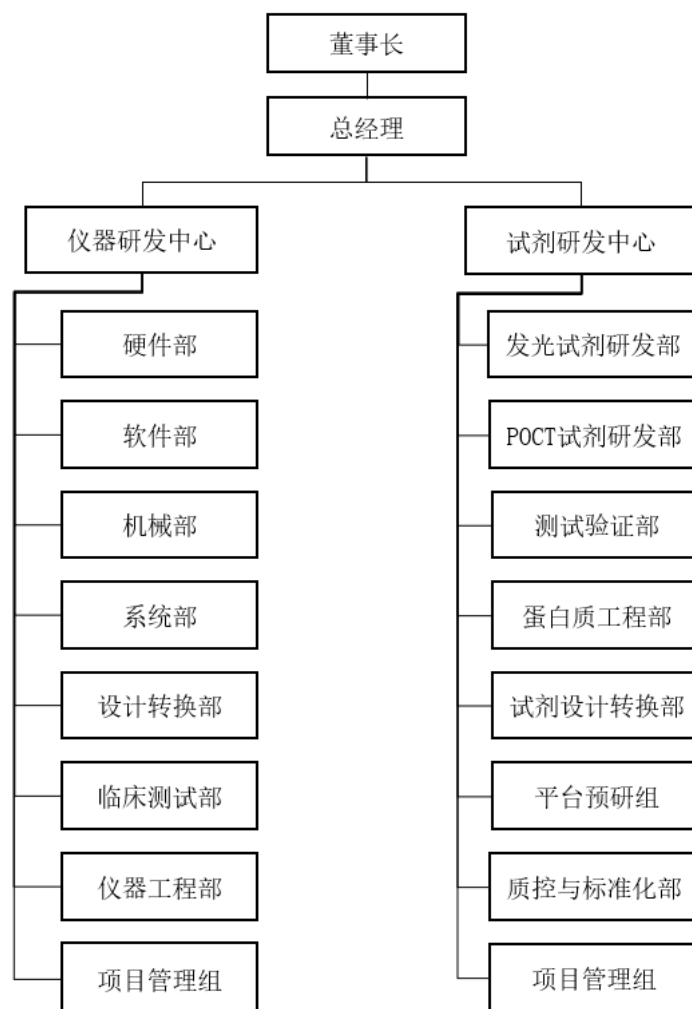 董事长
总经理
仪器研发中心
硬件部
软件部
机械部
系统部
设计转换部
临床测试部
仪器工程部
项目管理组
试剂研发中心
发光试剂研发部
POCT试剂研发部
测试验证部
蛋白质工程部
试剂设计转换部
平台预研组
质控与标准化部
项目管理组